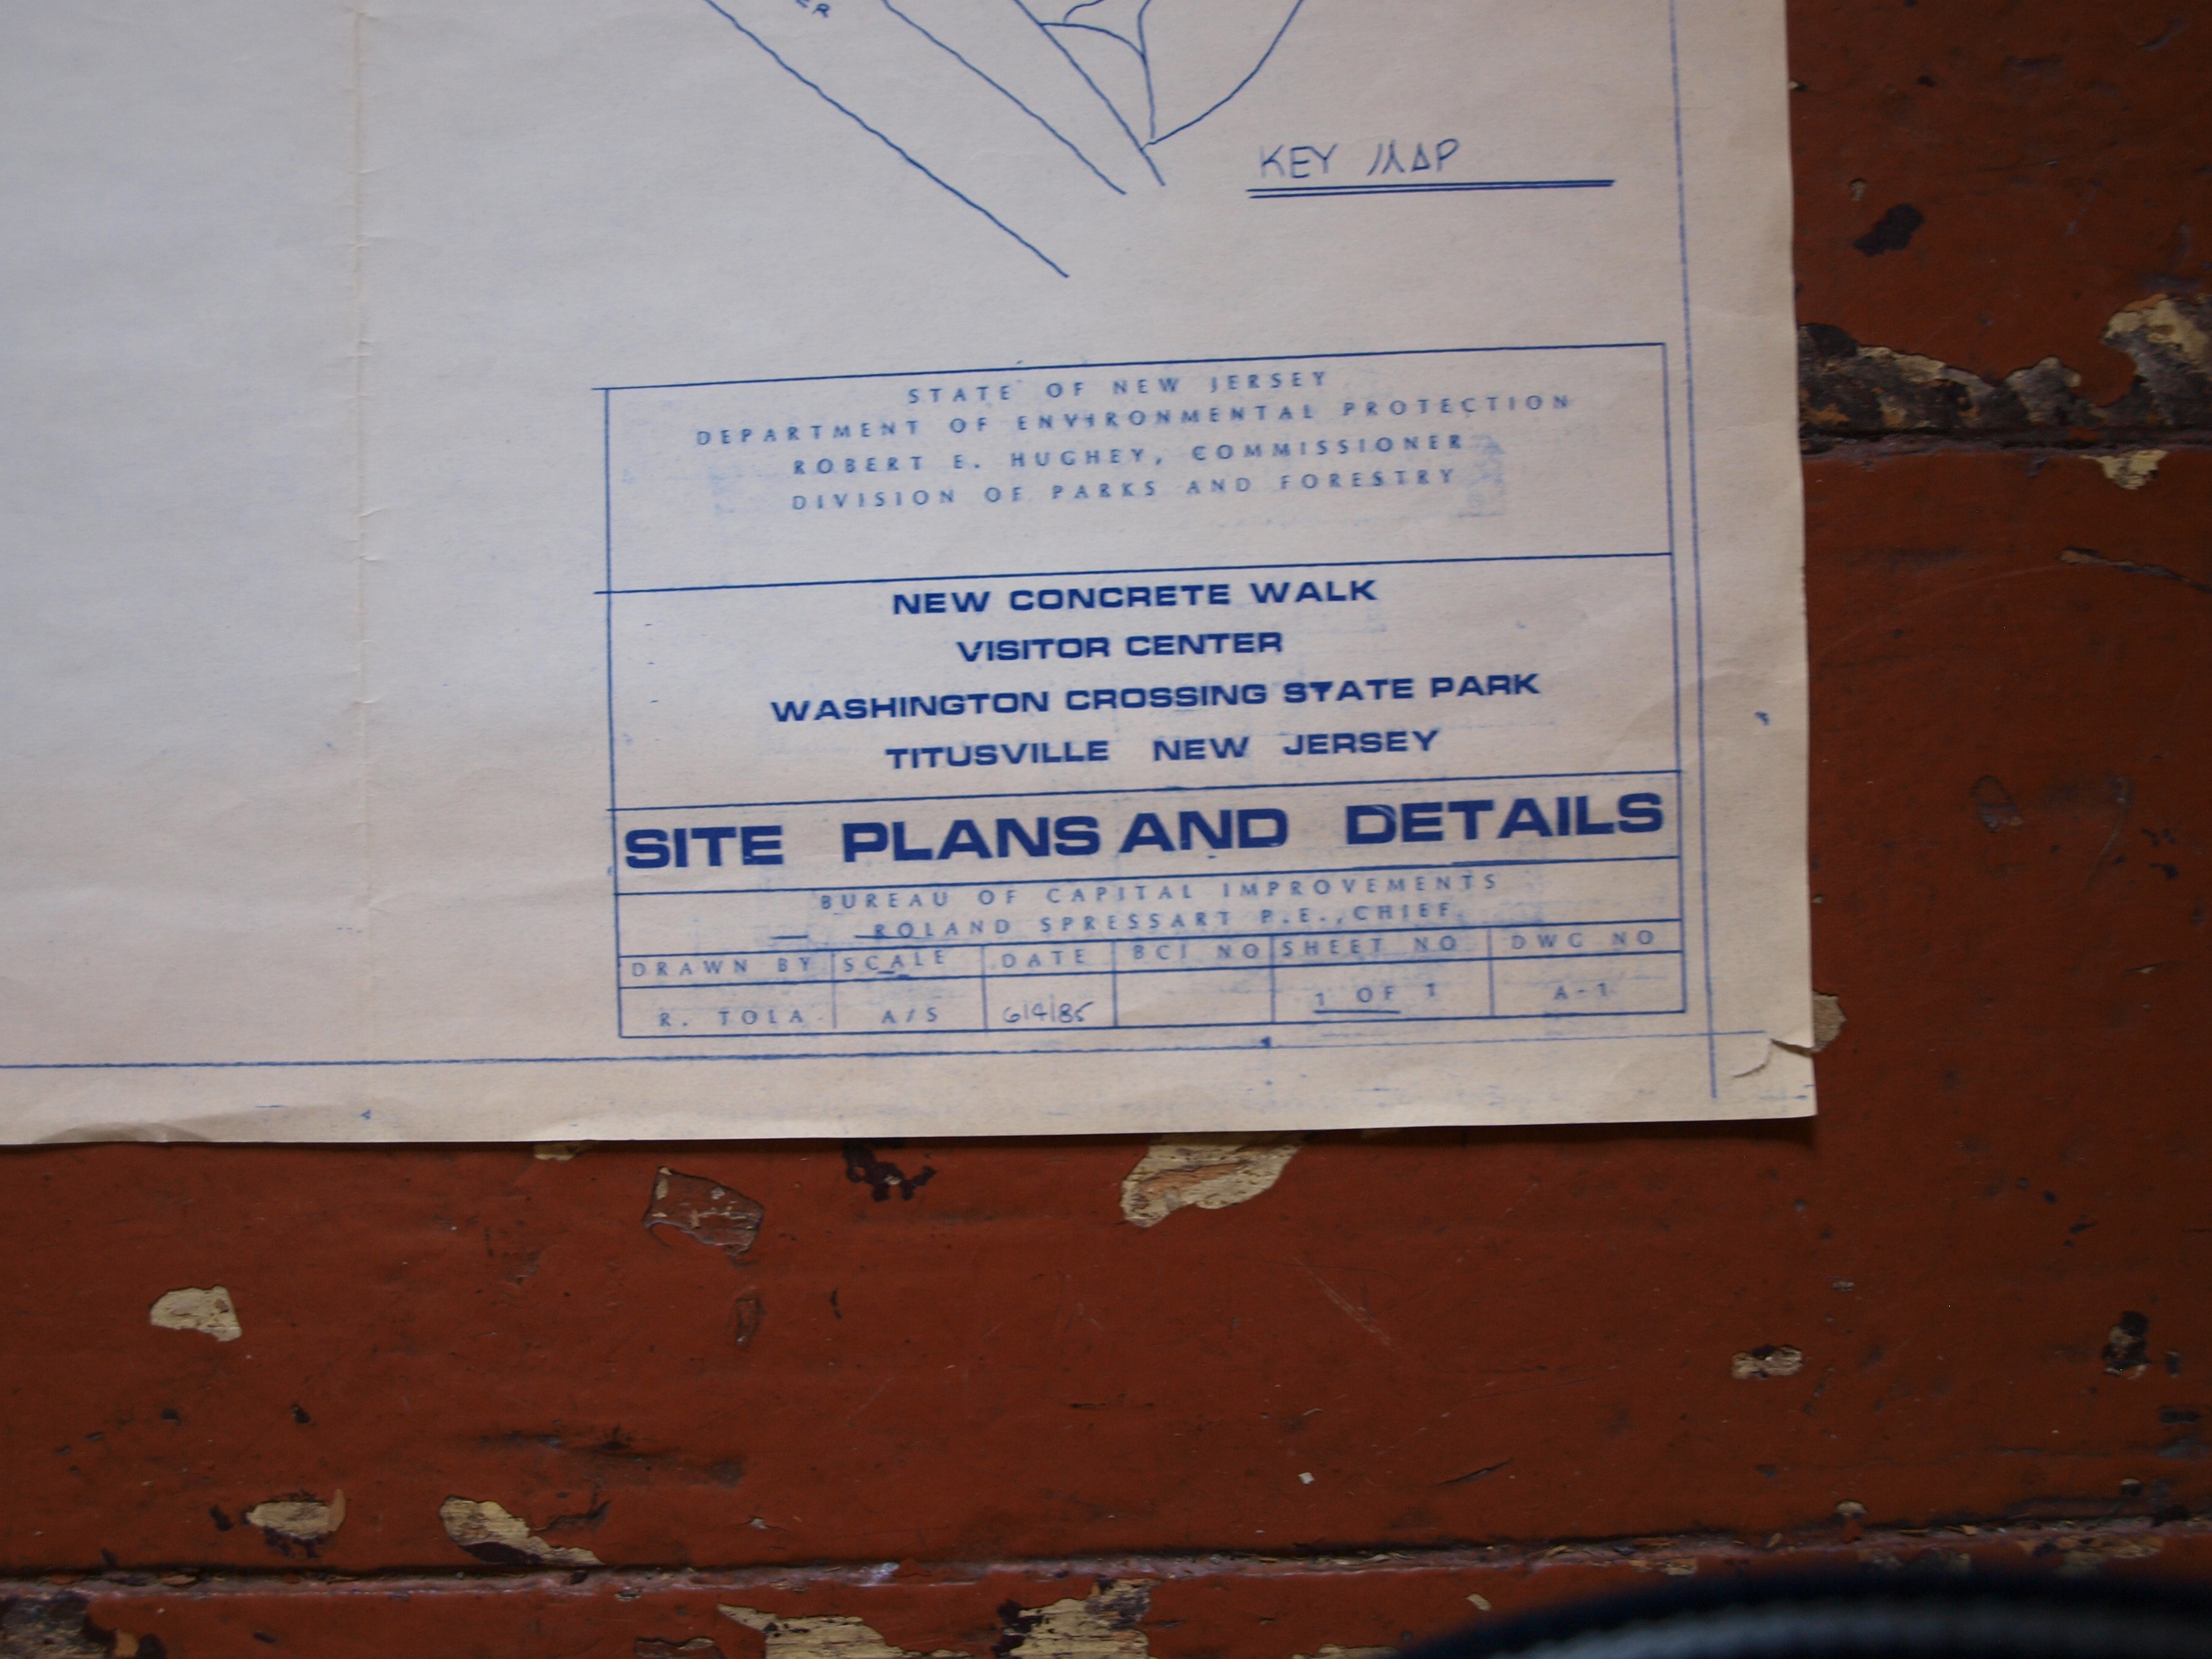 KEY MAP
STATE OF NEW JERSEY
DEPARTMENT OF ENVIRONMENTAL PROTECTION
ROBERT E. HUGHEY, COMMISSIONER
DIVISION OF PARKS AND FORESTRY
NEW CONCRETE WALK
VISITOR CENTER
WASHINGTON CROSSING STATE PARK
TITUSVILLE NEW JERSEY
SITE PLANS AND DETAILS
BUREAU OF CAPITAL IMPROVEMENTS
ROLAND SPRESSART P.E., CHIEF
DRAWN BY SCALE DATE BCI NO SHEET NO DWG NO
R. TOLA A/S 6/4/85 1 OF 1 A-1